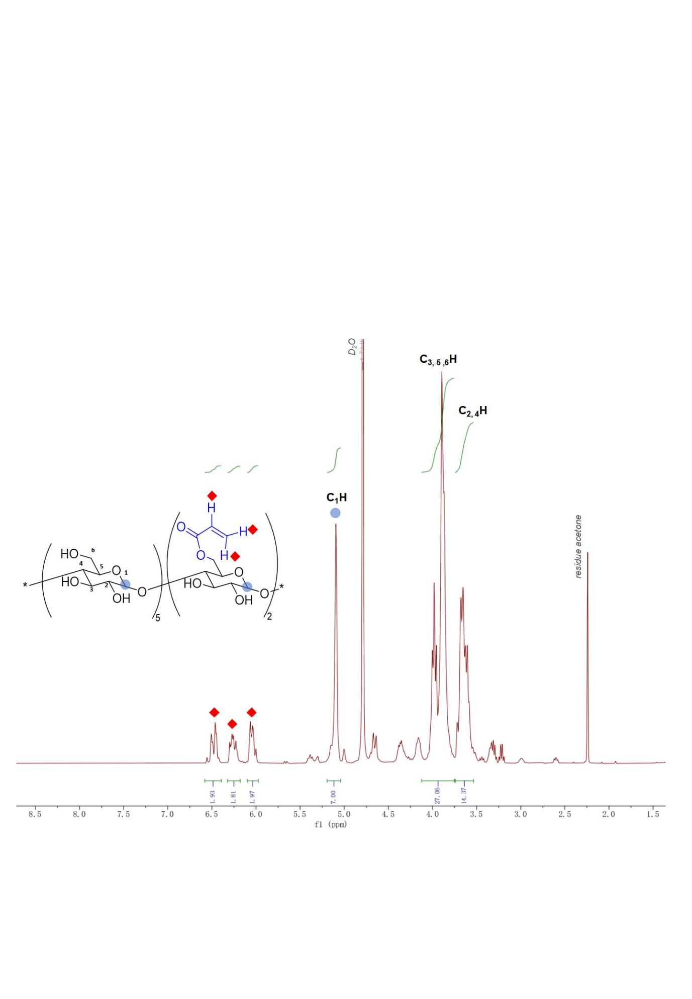 D₂O
4.79 D₂
C₃, ₅ ,₆H
C₂, ₄H
C₁H
residue acetone
H
O
H
H
O
HO
6
4
5
O
1
O
HO
3
2
OH
O
HO
OH
O
*
*
5
2
1.93
1.81
1.97
7.00
27.06
14.37
8.5 8.0 7.5 7.0 6.5 6.0 5.5 5.0 4.5 4.0 3.5 3.0 2.5 2.0 1.5
f1 (ppm)